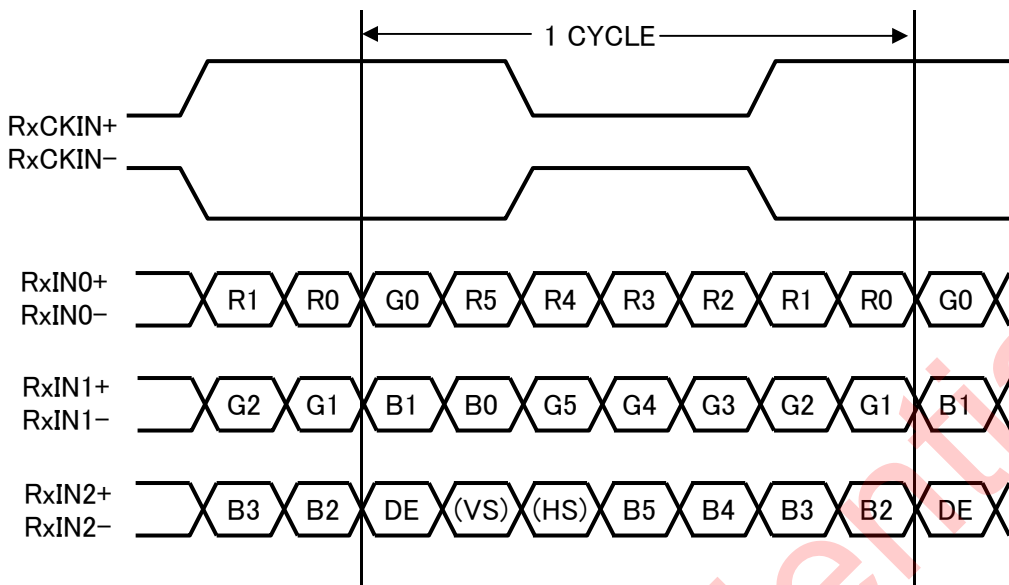 1 CYCLE
RxCKIN+
RxCKIN−
RxIN0+
RxIN0−
R1 R0 G0 R5 R4 R3 R2 R1 R0 G0
RxIN1+
RxIN1−
G2 G1 B1 B0 G5 G4 G3 G2 G1 B1
RxIN2+
RxIN2−
B3 B2 DE (VS) (HS) B5 B4 B3 B2 DE